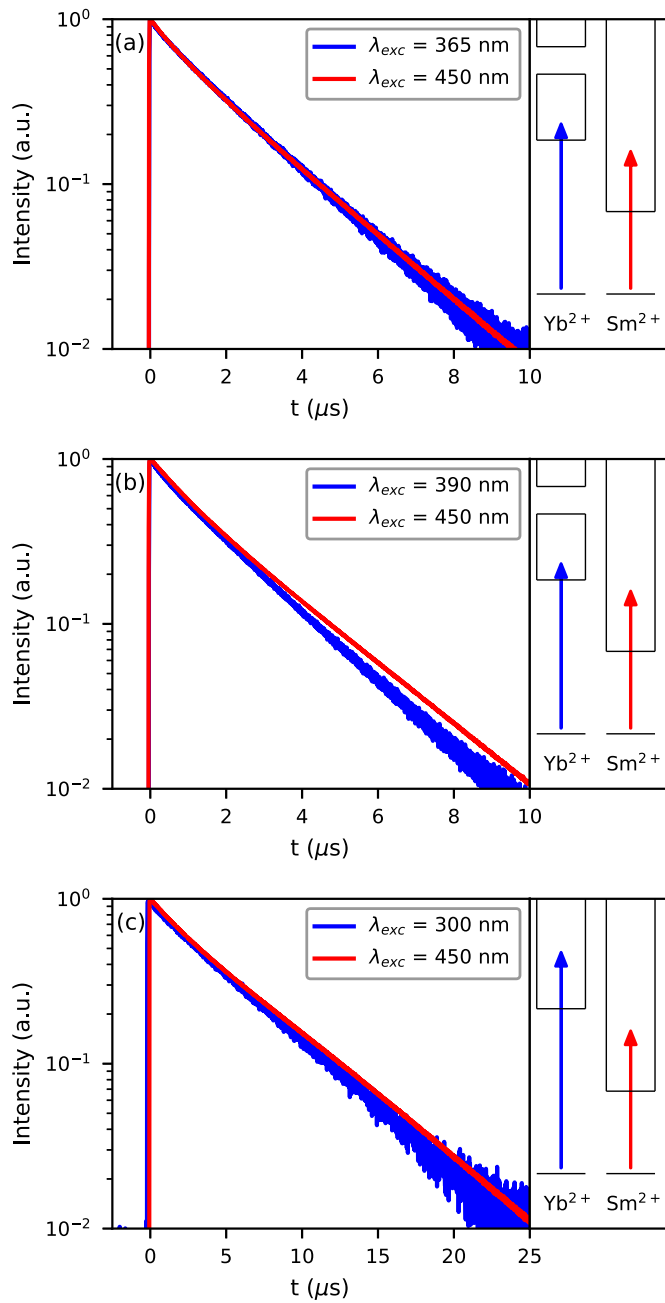 (a)
λexc = 365 nm
λexc = 450 nm
Intensity (a.u.)
10⁰
10⁻¹
10⁻²
0 2 4 6 8 10
t (μs)
Yb²⁺ Sm²⁺
(b)
λexc = 390 nm
λexc = 450 nm
Intensity (a.u.)
10⁰
10⁻¹
10⁻²
0 2 4 6 8 10
t (μs)
Yb²⁺ Sm²⁺
(c)
λexc = 300 nm
λexc = 450 nm
Intensity (a.u.)
10⁰
10⁻¹
10⁻²
0 5 10 15 20 25
t (μs)
Yb²⁺ Sm²⁺